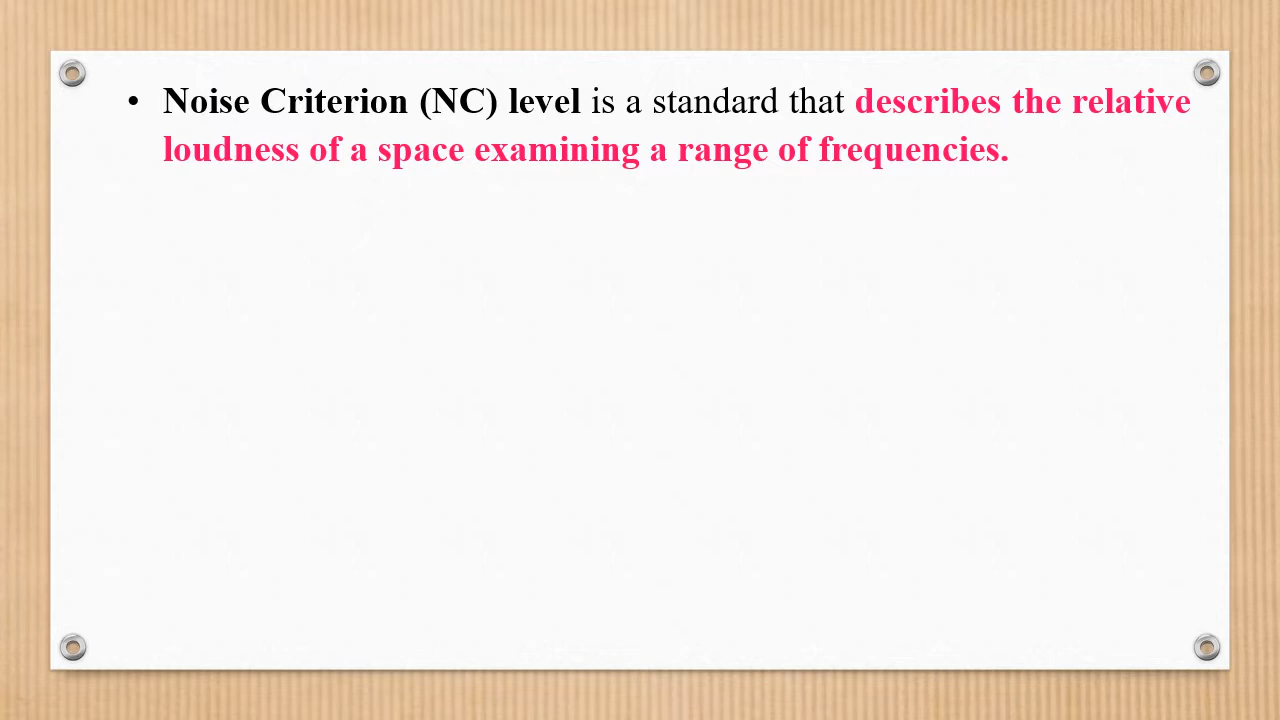 • Noise Criterion (NC) level is a standard that describes the relative
loudness of a space examining a range of frequencies.